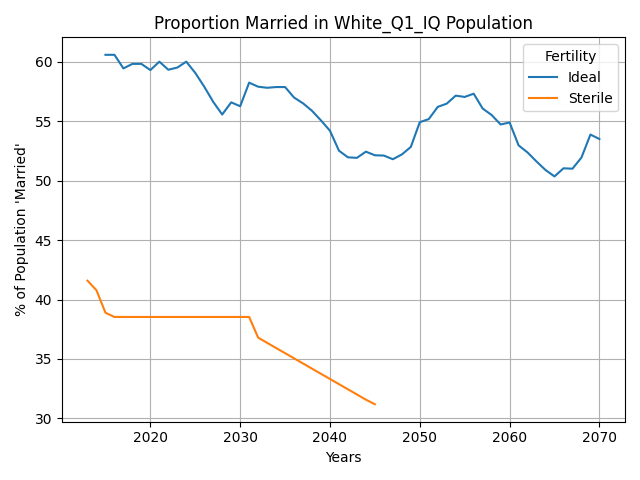 Proportion Married in White_Q1_IQ Population
Fertility
Ideal
Sterile
% of Population 'Married'
60
55
50
45
40
35
30
2020
2030
2040
2050
2060
2070
Years